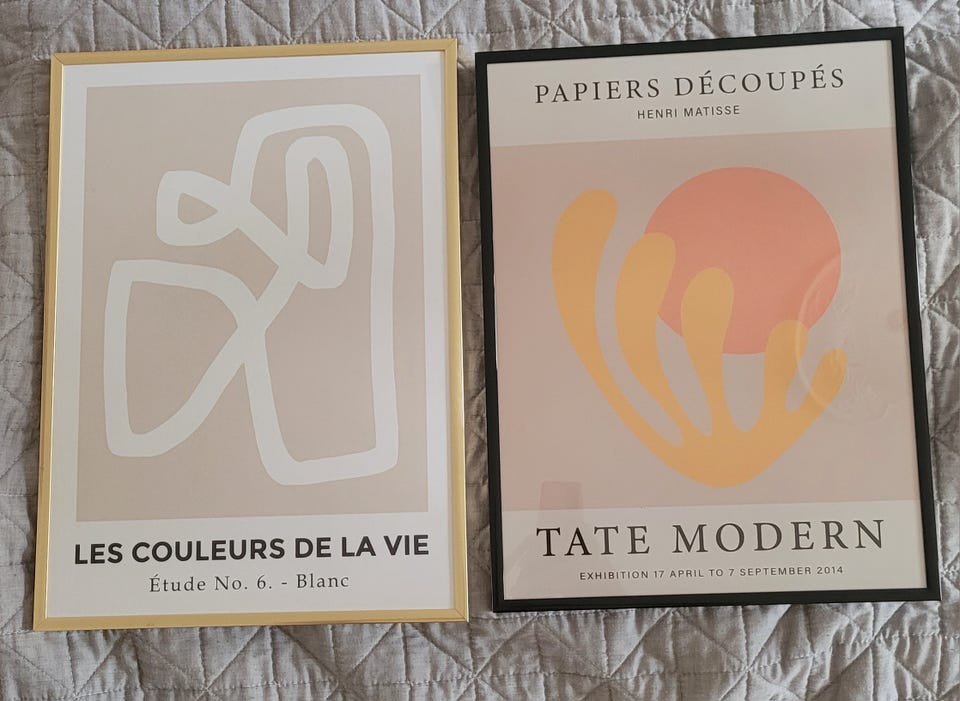 LES COULEURS DE LA VIE
Étude No. 6. - Blanc
PAPIERS DÉCOUPÉS
HENRI MATISSE
TATE MODERN
EXHIBITION 17 APRIL TO 7 SEPTEMBER 2014